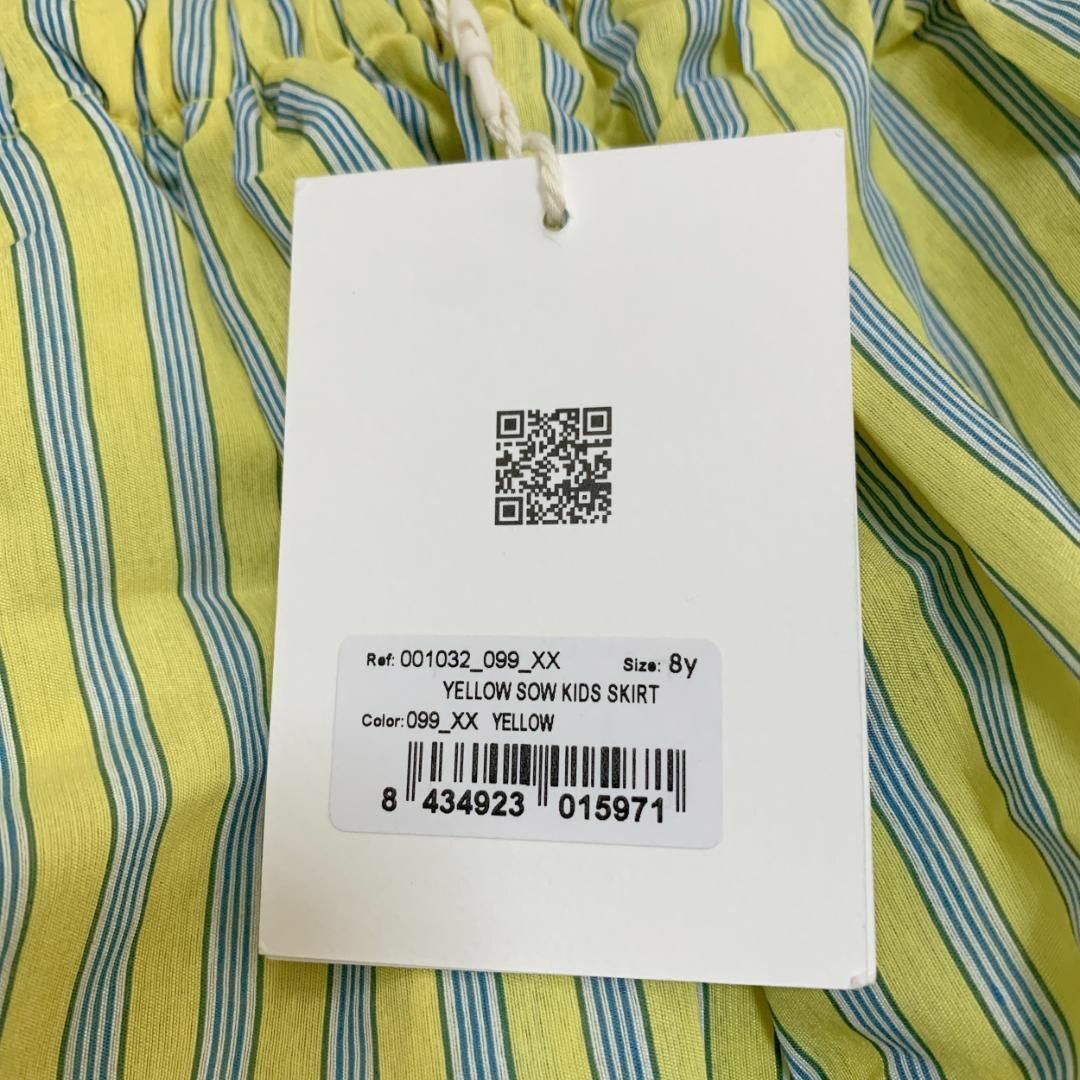 Ref: 001032_099_XX Size: 8y
YELLOW SOW KIDS SKIRT
Color: 099_XX YELLOW
8 434923 015971